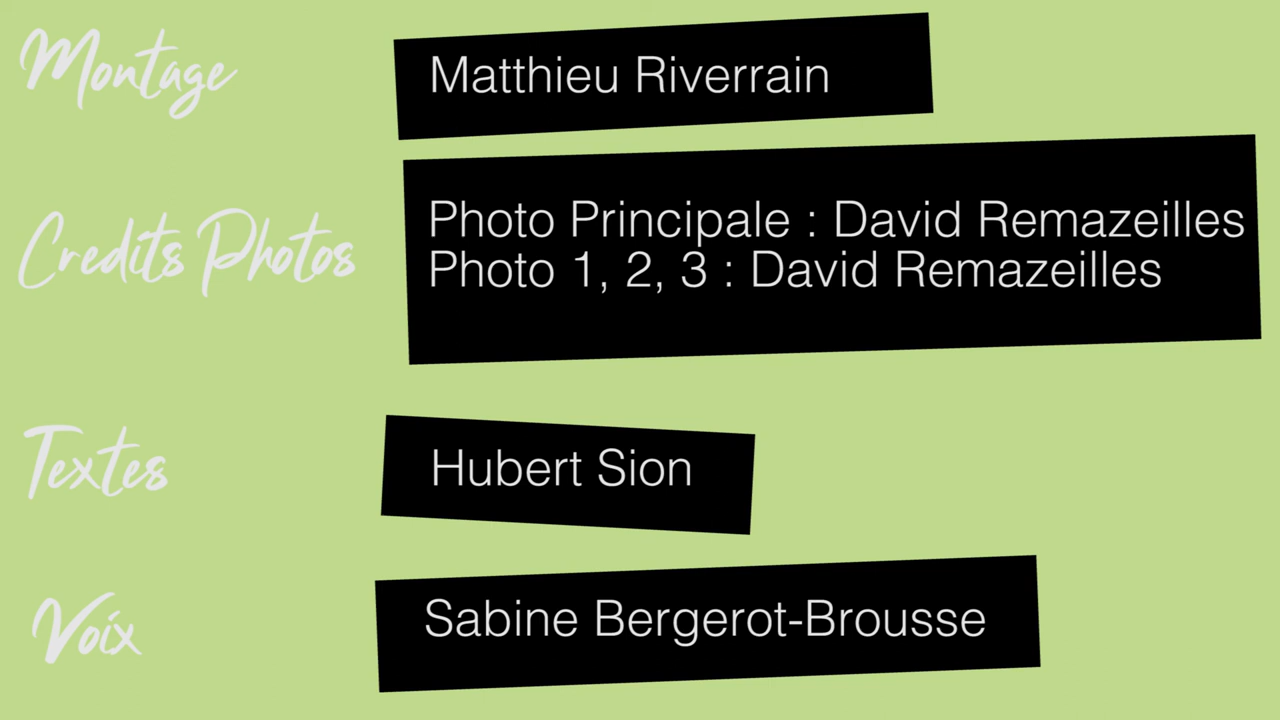 Montage
Matthieu Riverrain
Credits Photos
Photo Principale : David Remazeilles
Photo 1, 2, 3 : David Remazeilles
Textes
Hubert Sion
Voix
Sabine Bergerot-Brousse